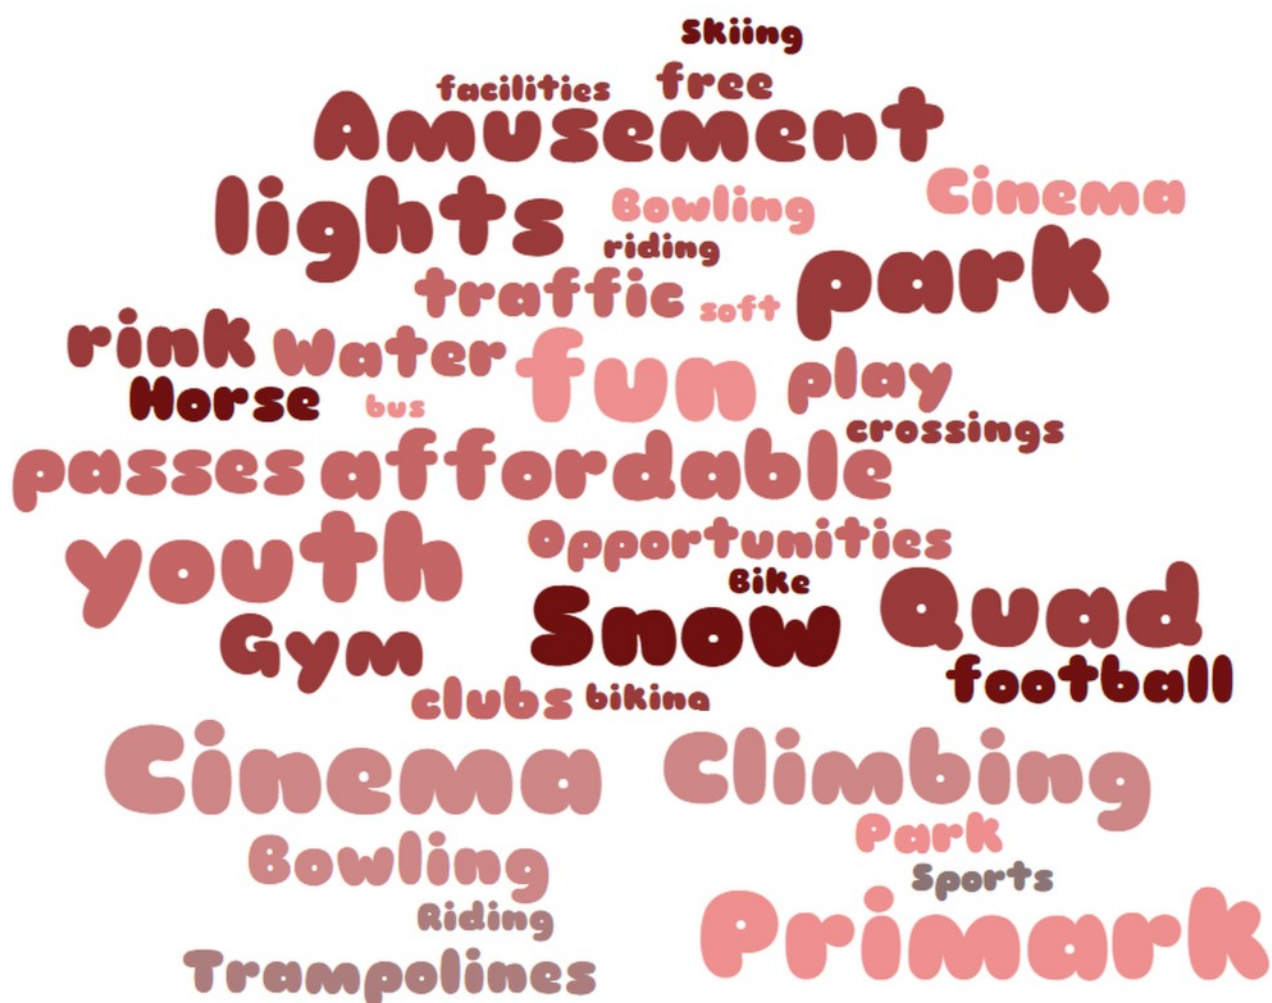 Skiing
facilities free
Amusement
lights Bowling Cinema
riding
traffic soft park
rink Water fun play
Horse bus
crossings
passes affordable
youth Opportunities
Bike
Gym Snow Quad
football
clubs bikina
Cinema Climbing
Park
Bowling Sports
Riding
Trampolines Primark